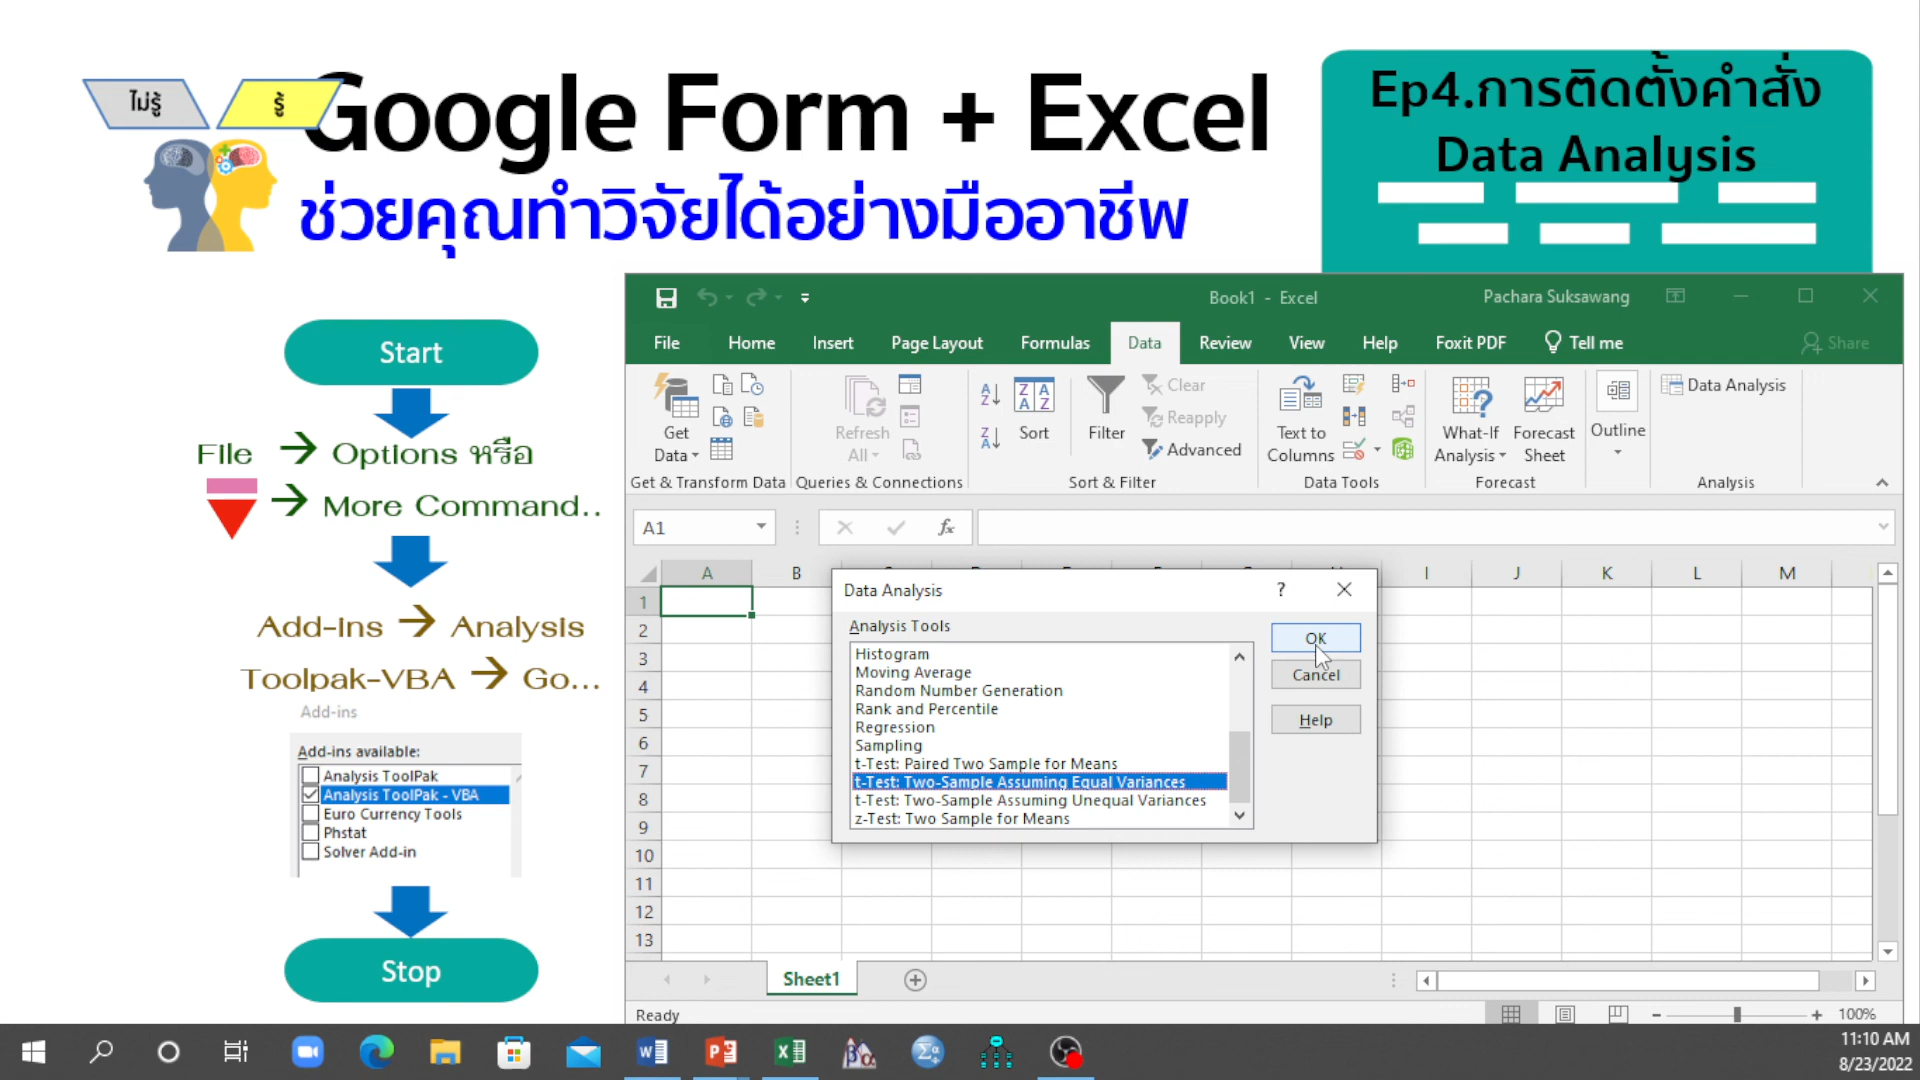 ไม่รู้
รู้
Google Form + Excel
ช่วยคุณทำวิจัยได้อย่างมืออาชีพ
Ep4.การติดตั้งคำสั่ง
Data Analysis
Start
File → Options หรือ
→ More Command..
Add-ins → Analysis
Toolpak-VBA → Go...
Add-ins
Add-ins available:
Analysis ToolPak
Analysis ToolPak - VBA
Euro Currency Tools
Phstat
Solver Add-in
Stop
Book1 - Excel
Pachara Suksawang
File Home Insert Page Layout Formulas Data Review View Help Foxit PDF Tell me Share
Get Data
Refresh All
Sort
Filter
Clear
Reapply
Advanced
Text to Columns
What-If Analysis
Forecast Sheet
Outline
Data Analysis
Get & Transform Data Queries & Connections Sort & Filter Data Tools Forecast Analysis
A1
fx
A B I J K L M
1
2
3
4
5
6
7
8
9
10
11
12
13
Data Analysis
?
Analysis Tools
Histogram
Moving Average
Random Number Generation
Rank and Percentile
Regression
Sampling
t-Test: Paired Two Sample for Means
t-Test: Two-Sample Assuming Equal Variances
t-Test: Two-Sample Assuming Unequal Variances
z-Test: Two Sample for Means
OK
Cancel
Help
Sheet1
Ready
100%
11:10 AM
8/23/2022